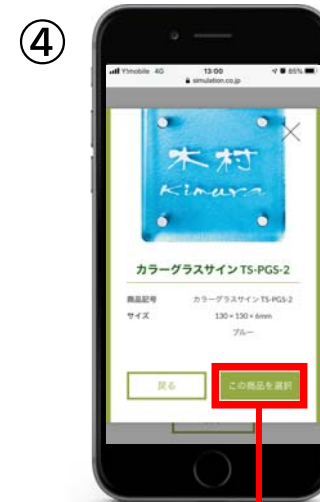 ④
Y!mobile 4G 13:00 85%
simulation.co.jp
木村
Kimura
カラーグラスサイン TS-PGS-2
商品記号 カラーグラスサイン TS-PGS-2
サイズ 130×130×6mm
ブルー
戻る この商品を選択